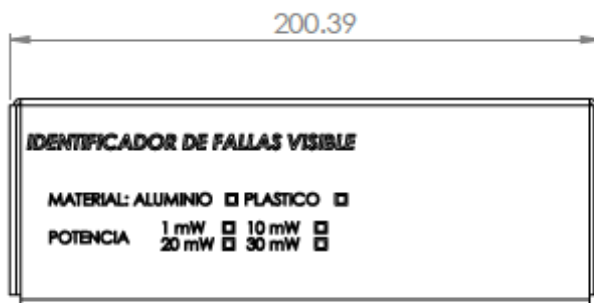 200.39
IDENTIFICADOR DE FALLAS VISIBLE
MATERIAL: ALUMINIO PLASTICO
POTENCIA 1 mW 10 mW
20 mW 30 mW